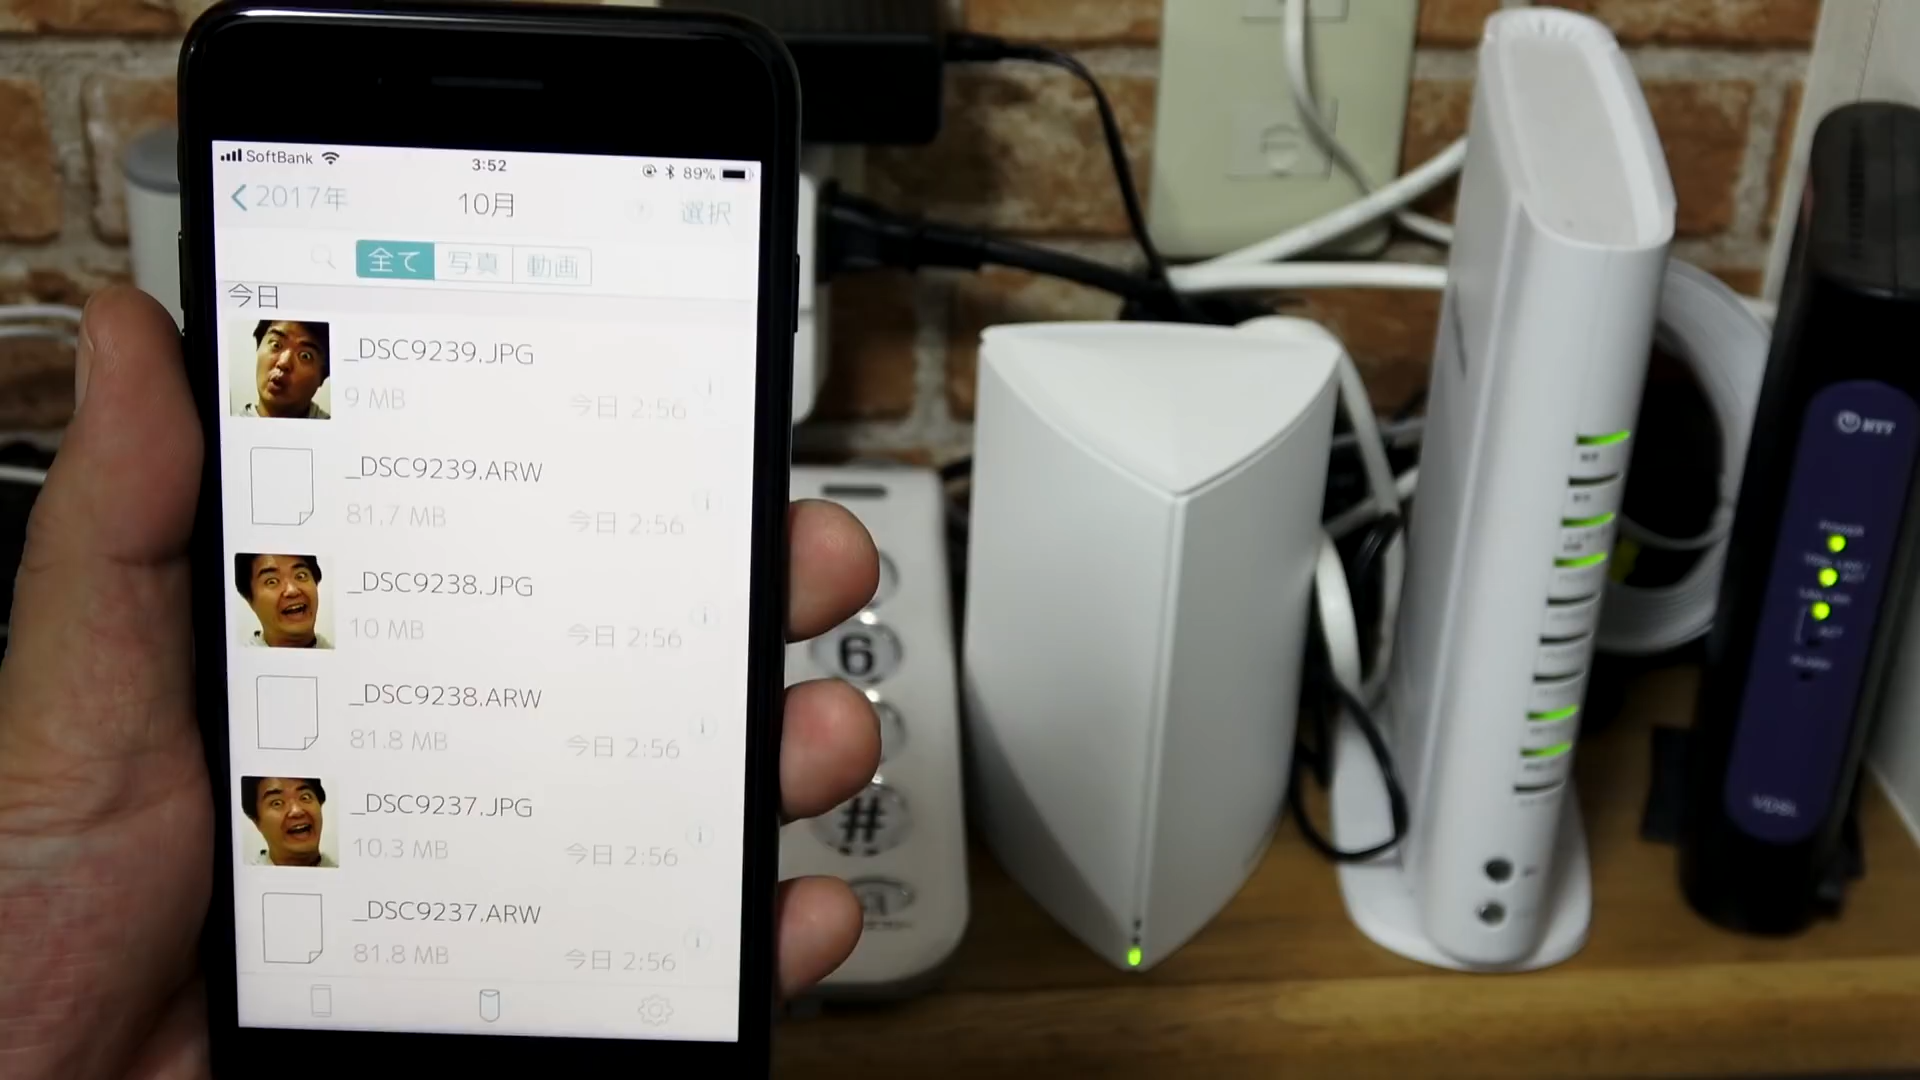 SoftBank 3:52 89%
2017年 10月 選択
全て 写真 動画
今日
_DSC9239.JPG
9 MB 今日 2:56
_DSC9239.ARW
81.7 MB 今日 2:56
_DSC9238.JPG
10 MB 今日 2:56
_DSC9238.ARW
81.8 MB 今日 2:56
_DSC9237.JPG
10.3 MB 今日 2:56
_DSC9237.ARW
81.8 MB 今日 2:56
6
#
NTT
POWER
VDSL